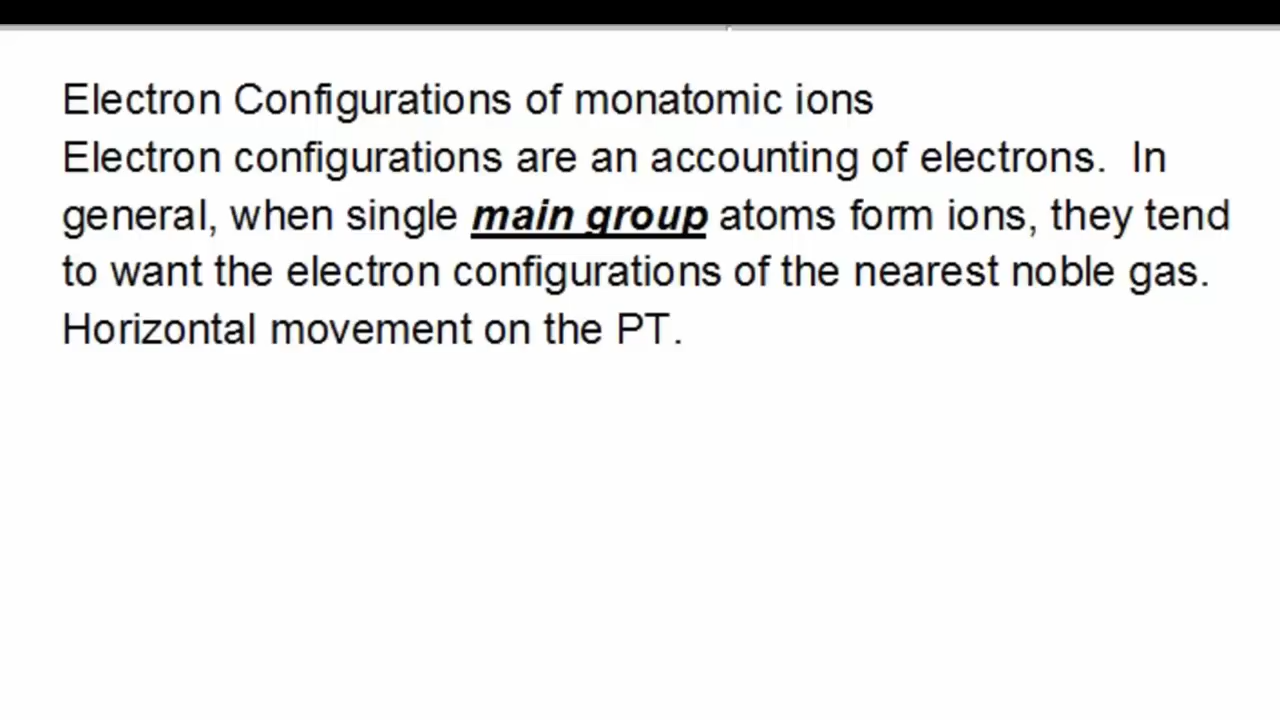 Electron Configurations of monatomic ions
Electron configurations are an accounting of electrons.  In
general, when single main group atoms form ions, they tend
to want the electron configurations of the nearest noble gas.
Horizontal movement on the PT.